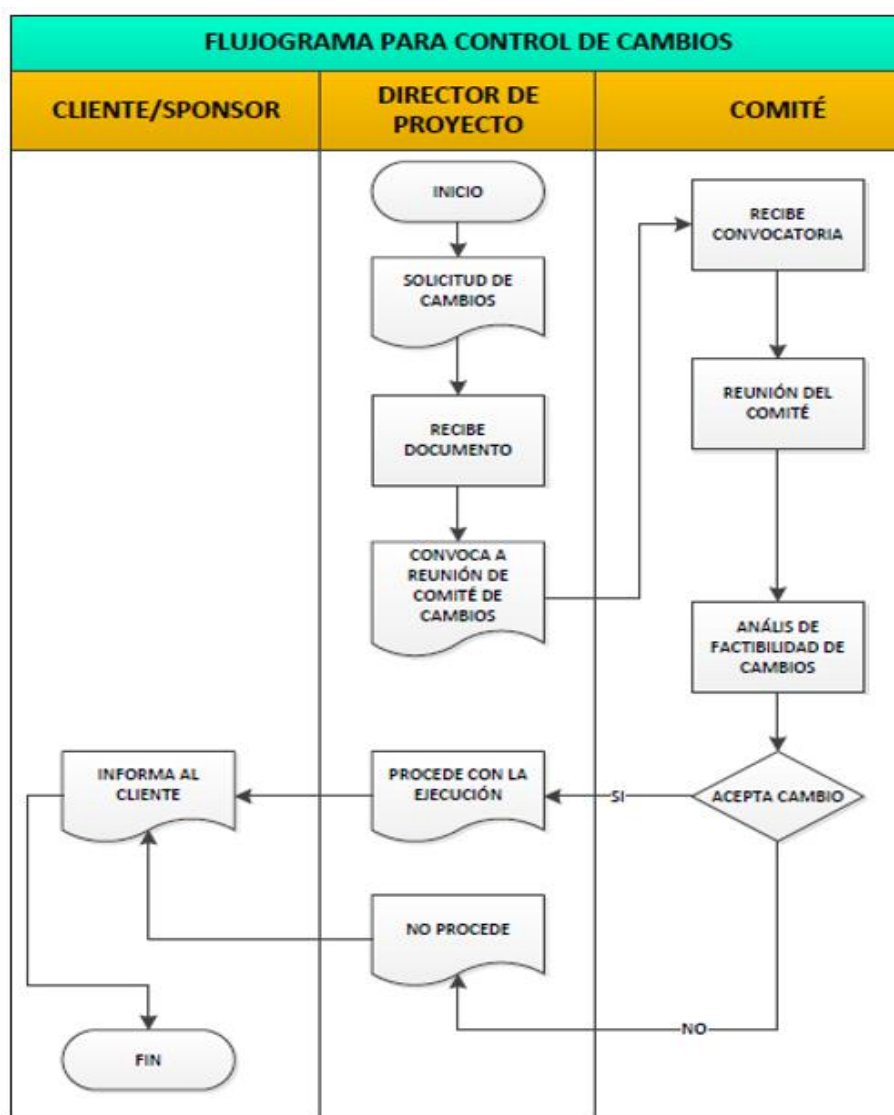 FLUJOGRAMA PARA CONTROL DE CAMBIOS
CLIENTE/SPONSOR
DIRECTOR DE
PROYECTO
COMITÉ
INICIO
SOLICITUD DE
CAMBIOS
RECIBE
DOCUMENTO
CONVOCA A
REUNIÓN DE
COMITÉ DE
CAMBIOS
RECIBE
CONVOCATORIA
REUNIÓN DEL
COMITÉ
ANÁLIS DE
FACTIBILIDAD DE
CAMBIOS
ACEPTA CAMBIO
SI
PROCEDE CON LA
EJECUCIÓN
INFORMA AL
CLIENTE
NO
NO PROCEDE
FIN